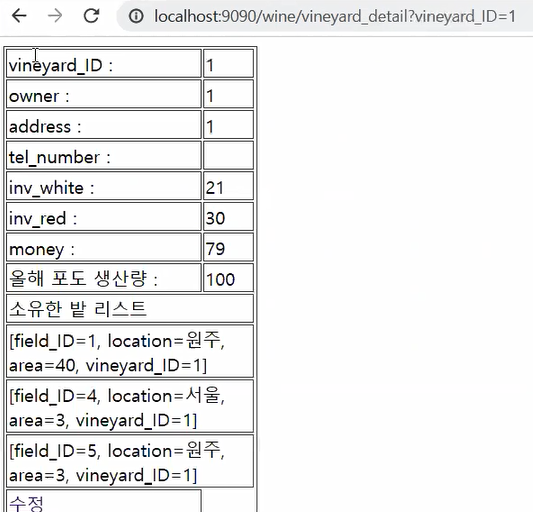 localhost:9090/wine/vineyard_detail?vineyard_ID=1
vineyard_ID : 1
owner : 1
address : 1
tel_number :
inv_white : 21
inv_red : 30
money : 79
올해 포도 생산량 : 100
소유한 밭 리스트
[field_ID=1, location=원주,
area=40, vineyard_ID=1]
[field_ID=4, location=서울,
area=3, vineyard_ID=1]
[field_ID=5, location=원주,
area=3, vineyard_ID=1]
수정